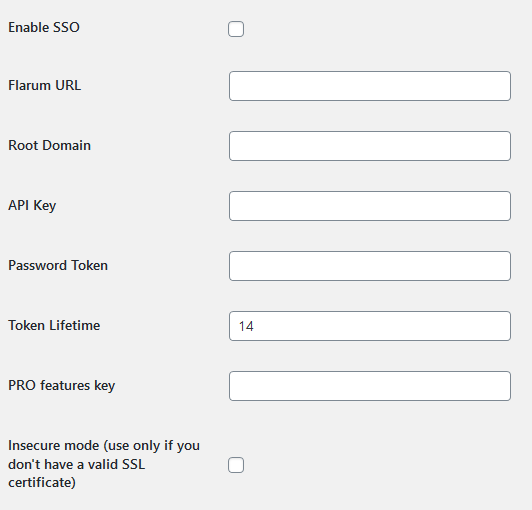 Enable SSO
Flarum URL
Root Domain
API Key
Password Token
Token Lifetime 14
PRO features key
Insecure mode (use only if you
don't have a valid SSL
certificate)